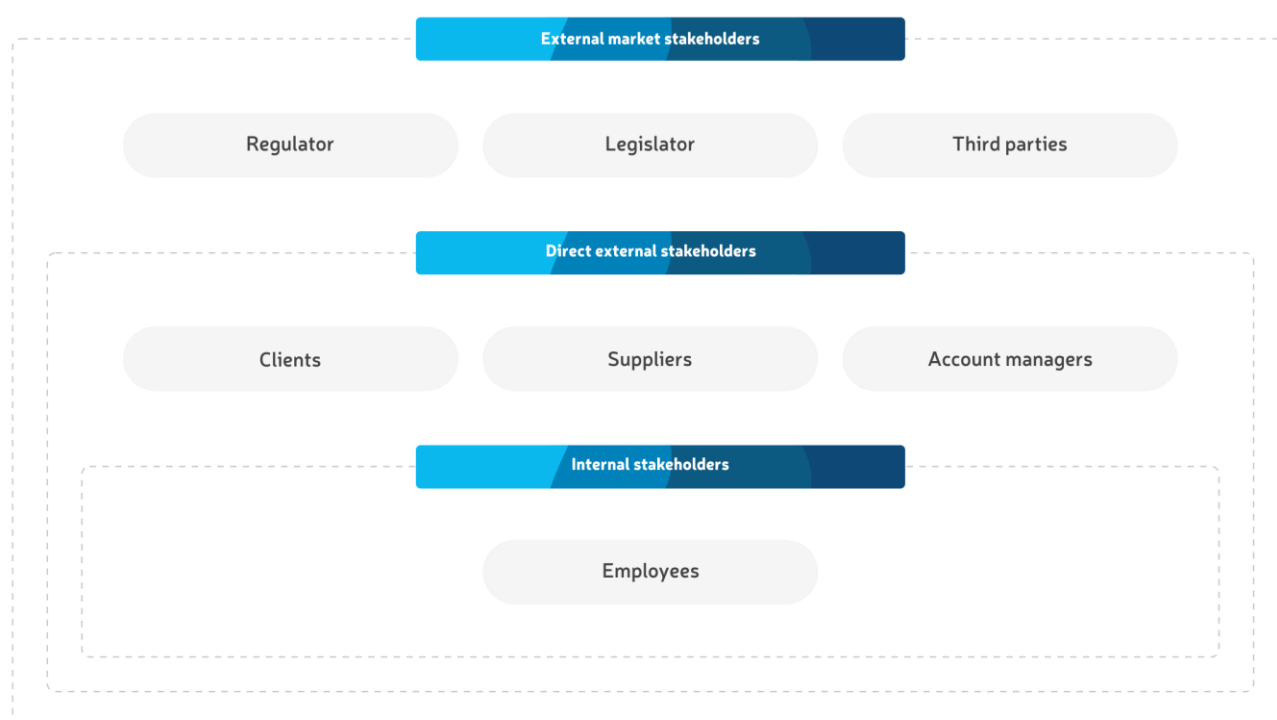 External market stakeholders
Regulator
Legislator
Third parties
Direct external stakeholders
Clients
Suppliers
Account managers
Internal stakeholders
Employees